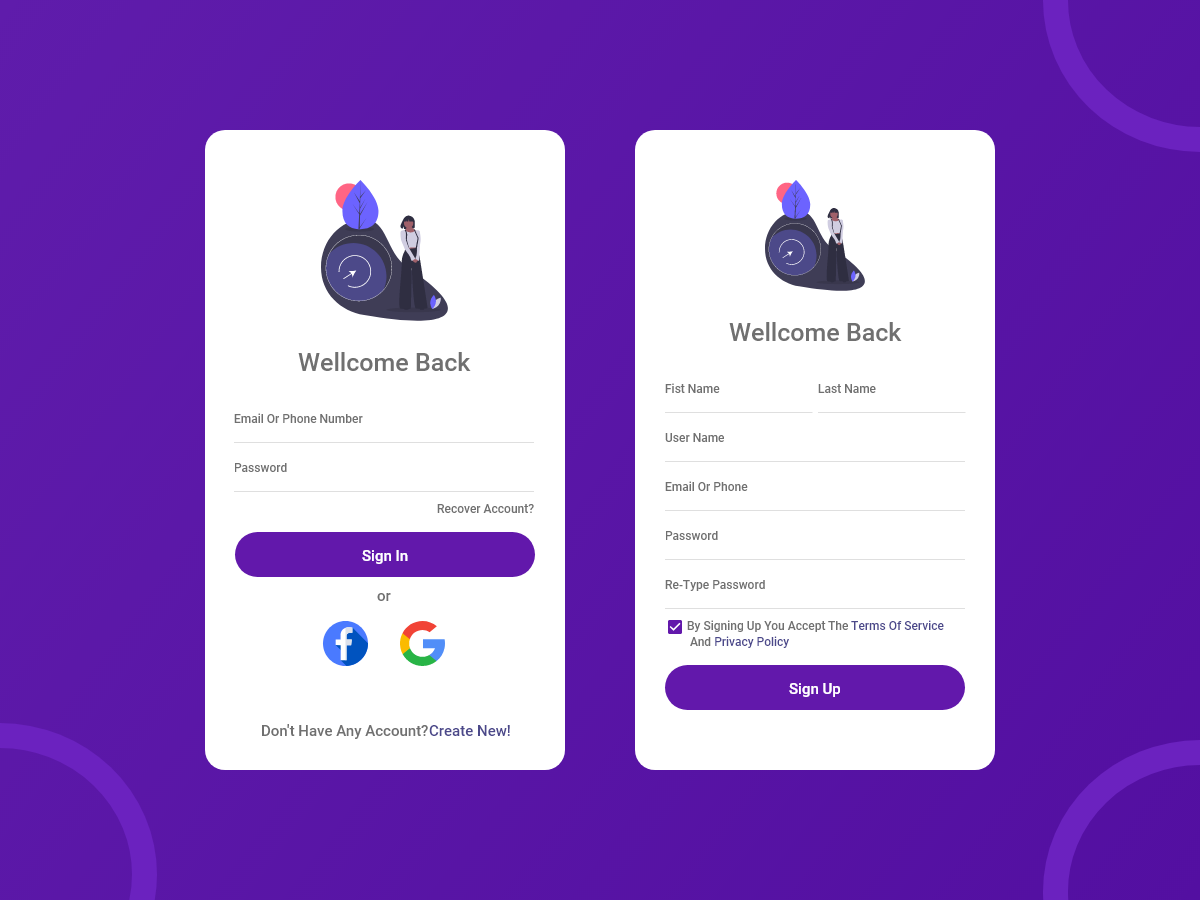 Wellcome Back
Email Or Phone Number
Password
Recover Account?
Sign In
or
Don't Have Any Account?Create New!
Wellcome Back
Fist Name
Last Name
User Name
Email Or Phone
Password
Re-Type Password
By Signing Up You Accept The Terms Of Service
And Privacy Policy
Sign Up